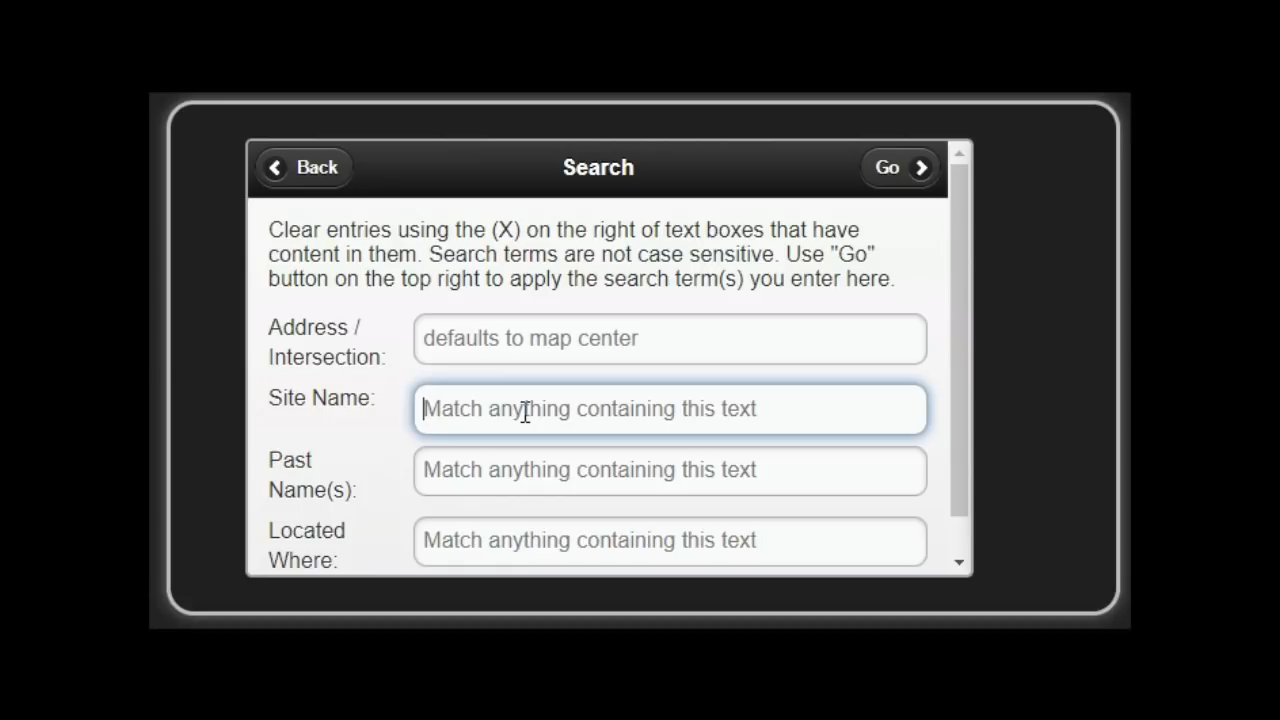 Back
Search
Go
Clear entries using the (X) on the right of text boxes that have
content in them. Search terms are not case sensitive. Use "Go"
button on the top right to apply the search term(s) you enter here.
Address /
Intersection:
defaults to map center
Site Name:
Match anything containing this text
Past
Name(s):
Match anything containing this text
Located
Where:
Match anything containing this text